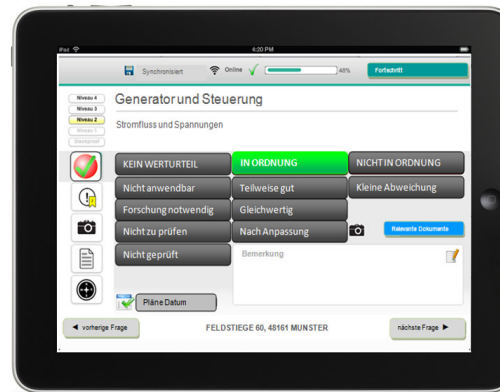 iPad 4:20 PM
Synchronisiert Online 48% Fortschritt
Niveau 4
Niveau 3
Niveau 2
Niveau 1
Generator und Steuerung
Stromfluss und Spannungen
KEIN WERTURTEIL IN ORDNUNG NICHT IN ORDNUNG
Nicht anwendbar Teilweise gut Kleine Abweichung
Forschung notwendig Gleichwertig
Nicht zu prüfen Nach Anpassung Relevante Dokumente
Nicht geprüft Bemerkung
Pläne Datum
vorherige Frage FELDSTIEGE 60, 48161 MUNSTER nächste Frage